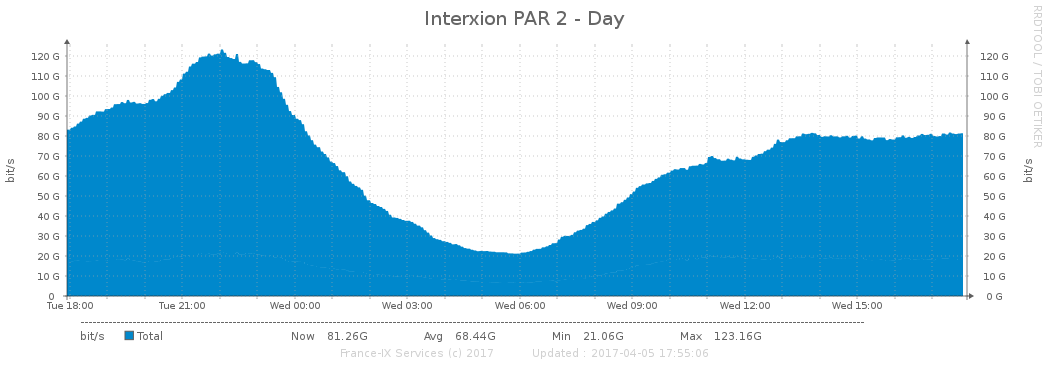 Interxion PAR 2 - Day
RRDTOOL / TOBI OETIKER
bit/s
120 G 120 G
110 G 110 G
100 G 100 G
90 G 90 G
80 G 80 G
70 G 70 G
60 G 60 G
50 G 50 G
40 G 40 G
30 G 30 G
20 G 20 G
10 G 10 G
0 0 G
bit/s
Tue 18:00 Tue 21:00 Wed 00:00 Wed 03:00 Wed 06:00 Wed 09:00 Wed 12:00 Wed 15:00
bit/s Total Now 81.26G Avg 68.44G Min 21.06G Max 123.16G
France-IX Services (c) 2017 Updated : 2017-04-05 17:55:06